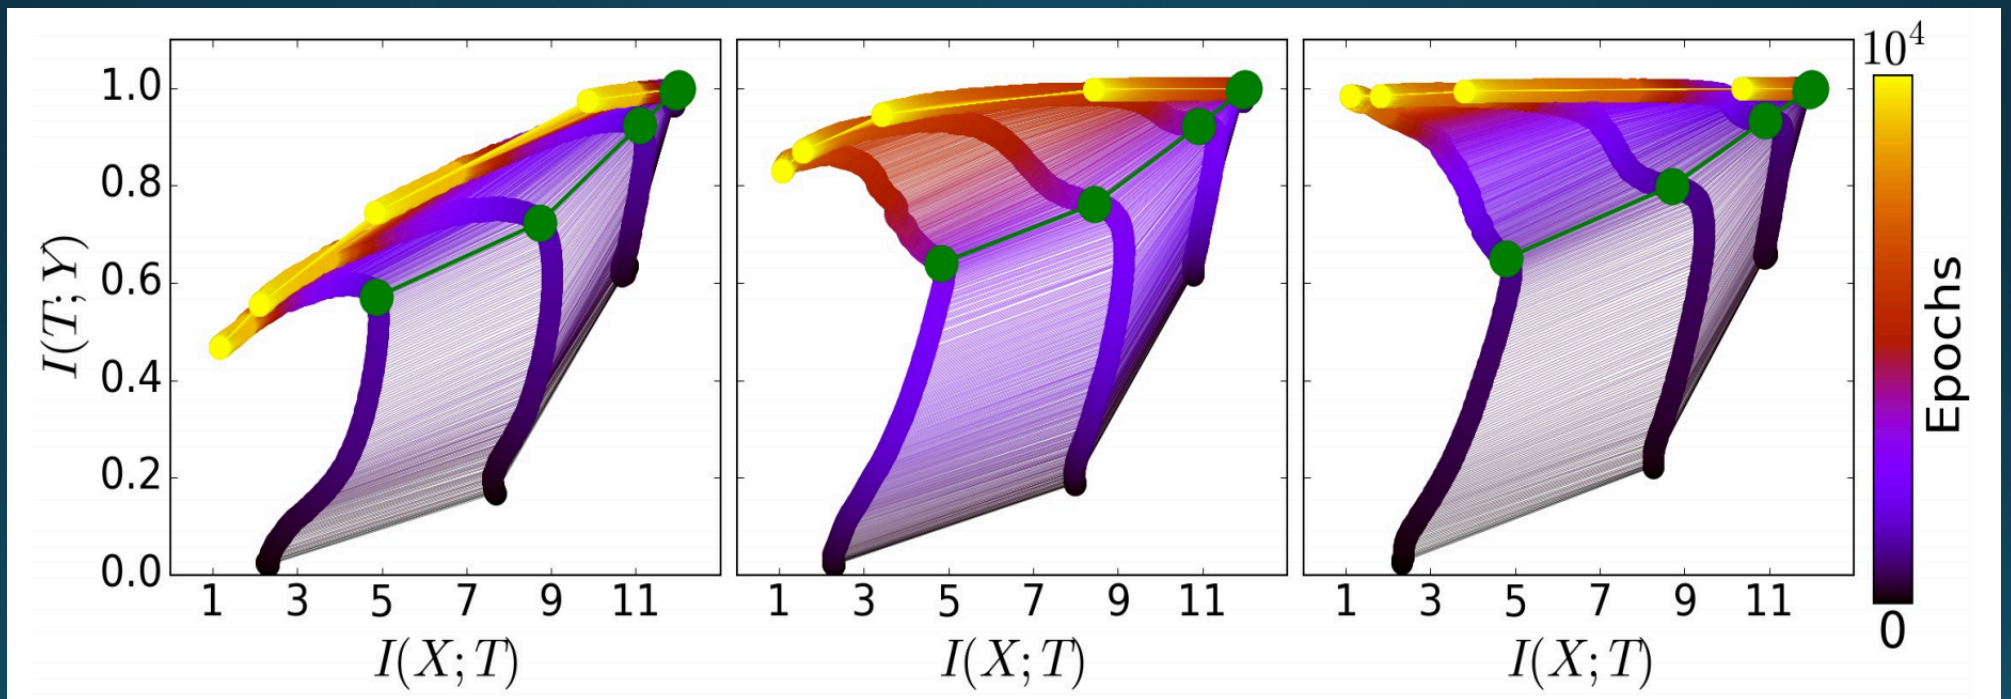 10^4
1.0
0.8
0.6
0.4
0.2
0.0
I(T;Y)
1 3 5 7 9 11
1 3 5 7 9 11
1 3 5 7 9 11
I(X;T)
I(X;T)
I(X;T)
Epochs
0